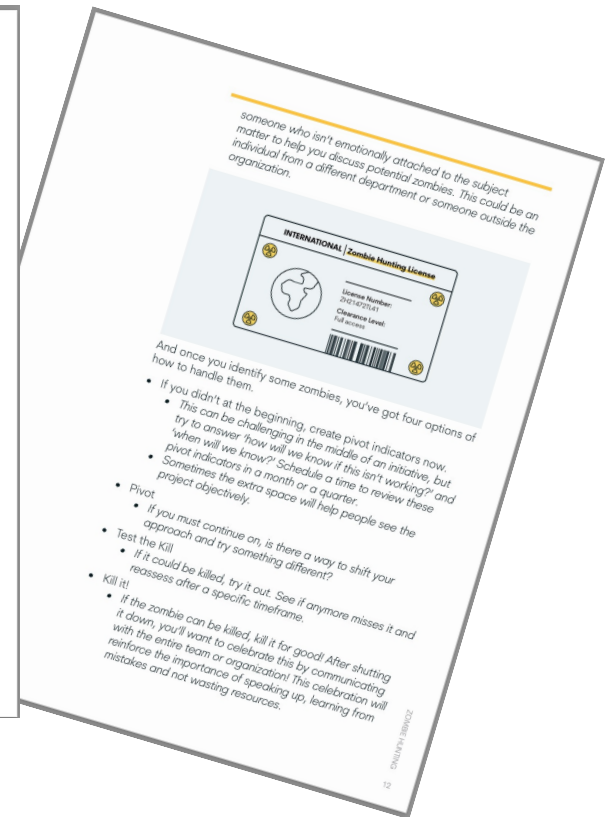 someone who isn't emotionally attached to the subject
matter to help you discuss potential zombies. This could be an
individual from a different department or someone outside the
organization.
INTERNATIONAL | Zombie Hunting License
License Number:
ZH214721L41
Clearance Level:
Full access
And once you identify some zombies, you've got four options of
how to handle them.
• If you didn't at the beginning, create pivot indicators now.
• This can be challenging in the middle of an initiative, but
try to answer 'how will we know if this isn't working?' and
'when will we know?' Schedule a time to review these
pivot indicators in a month or a quarter.
• Sometimes the extra space will help people see the
project objectively.
• Pivot
• If you must continue on, is there a way to shift your
approach and try something different?
• Test the Kill
• If it could be killed, try it out. See if anymore misses it and
reassess after a specific timeframe.
• Kill it!
• If the zombie can be killed, kill it for good! After shutting
it down, you'll want to celebrate this by communicating
with the entire team or organization! This celebration will
reinforce the importance of speaking up, learning from
mistakes and not wasting resources.
ZOMBIE HUNTING